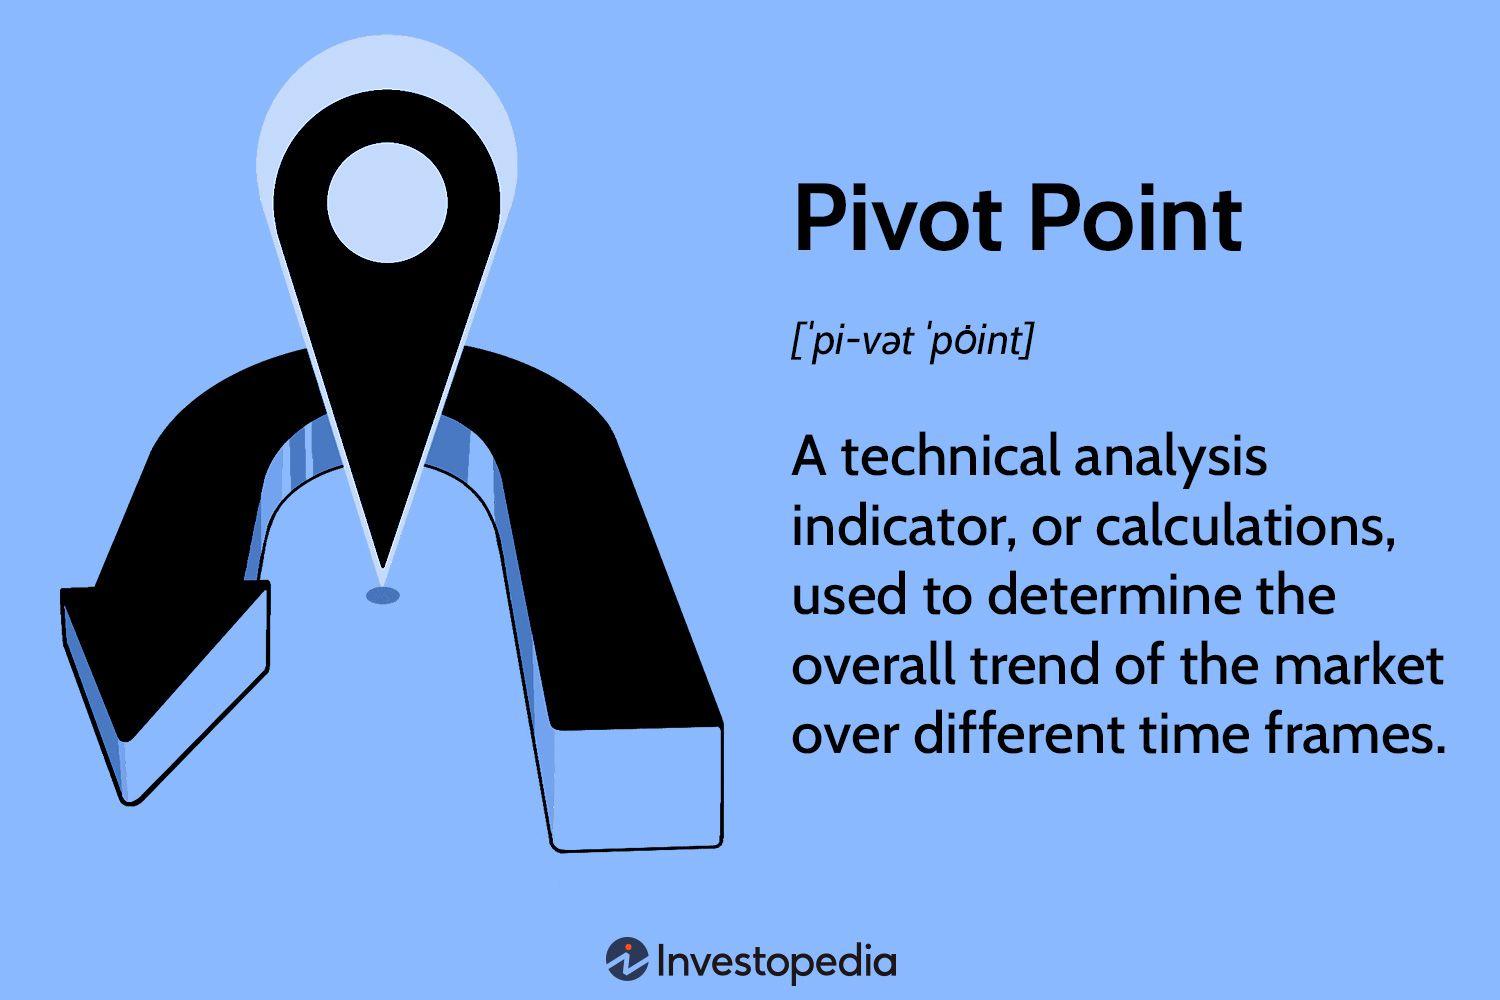 Pivot Point
[ˈpi-vət ˈpȯint]
A technical analysis
indicator, or calculations,
used to determine the
overall trend of the market
over different time frames.
Investopedia